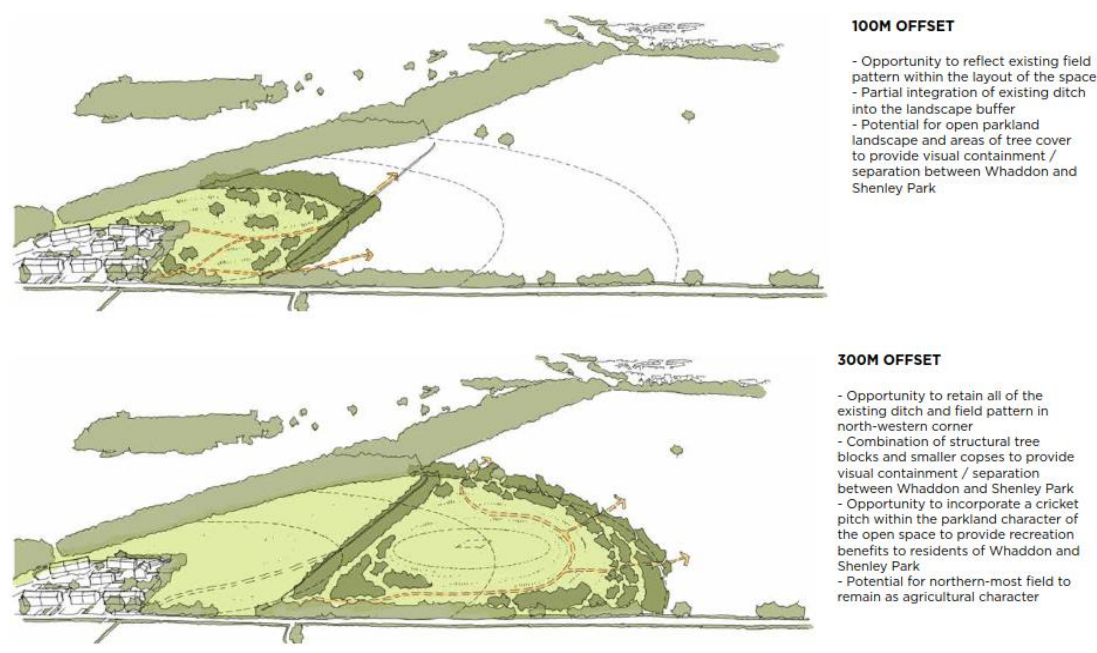 100M OFFSET
- Opportunity to reflect existing field
pattern within the layout of the space
- Partial integration of existing ditch
into the landscape buffer
- Potential for open parkland
landscape and areas of tree cover
to provide visual containment /
separation between Whaddon and
Shenley Park
300M OFFSET
- Opportunity to retain all of the
existing ditch and field pattern in
north-western corner
- Combination of structural tree
blocks and smaller copses to provide
visual containment / separation
between Whaddon and Shenley Park
- Opportunity to incorporate a cricket
pitch within the parkland character of
the open space to provide recreation
benefits to residents of Whaddon and
Shenley Park
- Potential for northern-most field to
remain as agricultural character